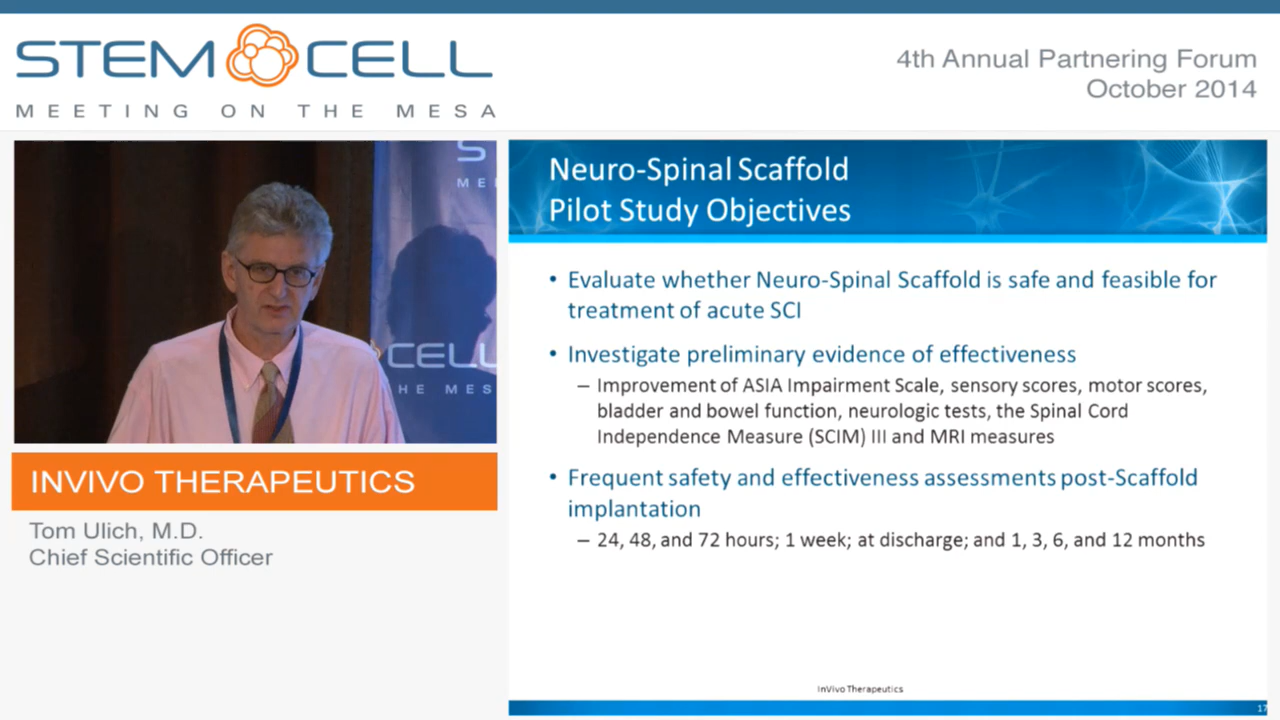 STEM CELL
MEETING ON THE MESA
4th Annual Partnering Forum
October 2014
S
ME
CELL
HE MES
INVIVO THERAPEUTICS
Tom Ulich, M.D.
Chief Scientific Officer
Neuro-Spinal Scaffold
Pilot Study Objectives
• Evaluate whether Neuro-Spinal Scaffold is safe and feasible for
treatment of acute SCI
• Investigate preliminary evidence of effectiveness
– Improvement of ASIA Impairment Scale, sensory scores, motor scores,
bladder and bowel function, neurologic tests, the Spinal Cord
Independence Measure (SCIM) III and MRI measures
• Frequent safety and effectiveness assessments post-Scaffold
implantation
– 24, 48, and 72 hours; 1 week; at discharge; and 1, 3, 6, and 12 months
InVivo Therapeutics
17